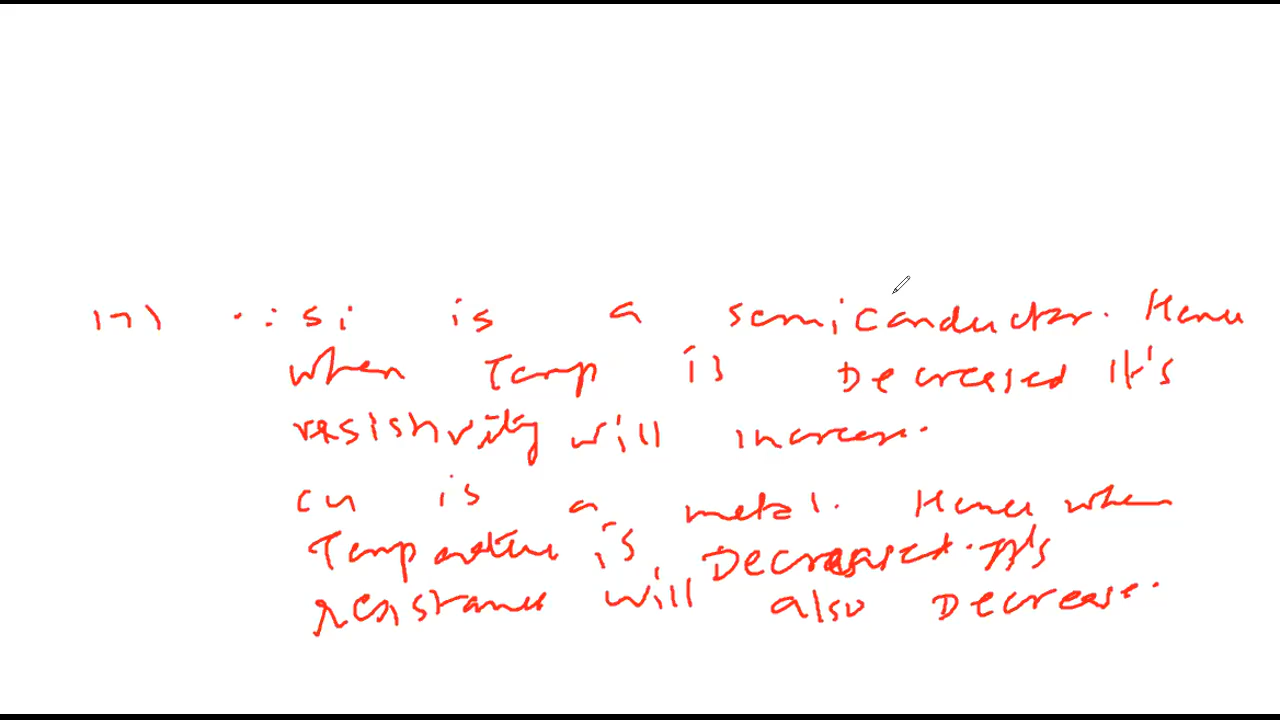 17) ∵ Si is a semiconductor. Hence
when Temp is Decreased it's
resistivity will increase.
Cu is a metal. Hence when
Temperature is Decreased. It's
resistance will also Decrease.